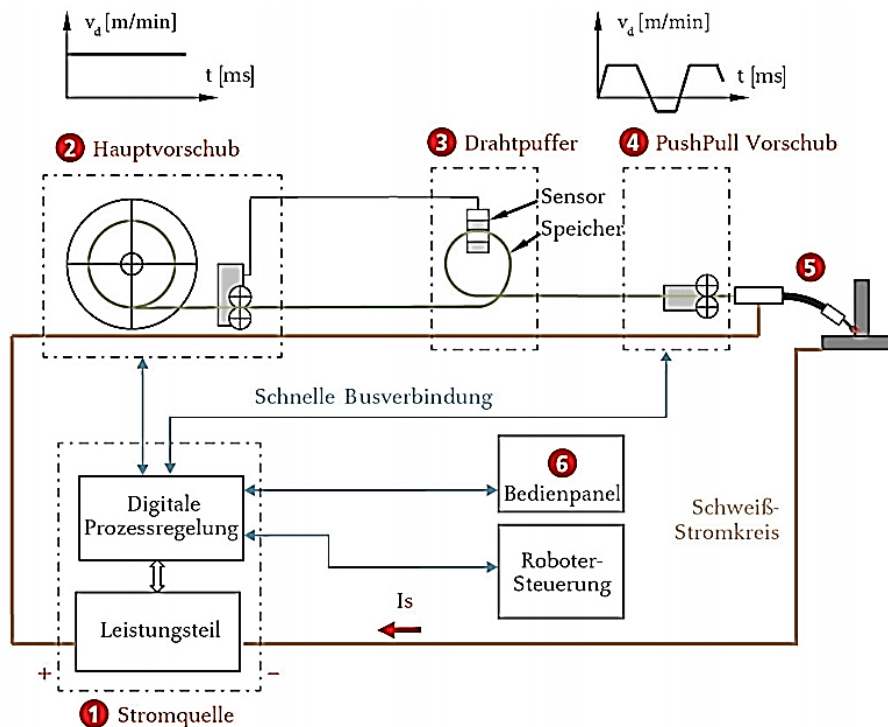 v_d [m/min]
t [ms]
v_d [m/min]
t [ms]
2 Hauptvorschub
3 Drahtpuffer
4 PushPull Vorschub
Sensor
Speicher
5
Schnelle Busverbindung
6
Bedienpanel
Digitale
Prozessregelung
Schweiß-
Stromkreis
Roboter-
Steuerung
Is
Leistungsteil
+
–
1 Stromquelle